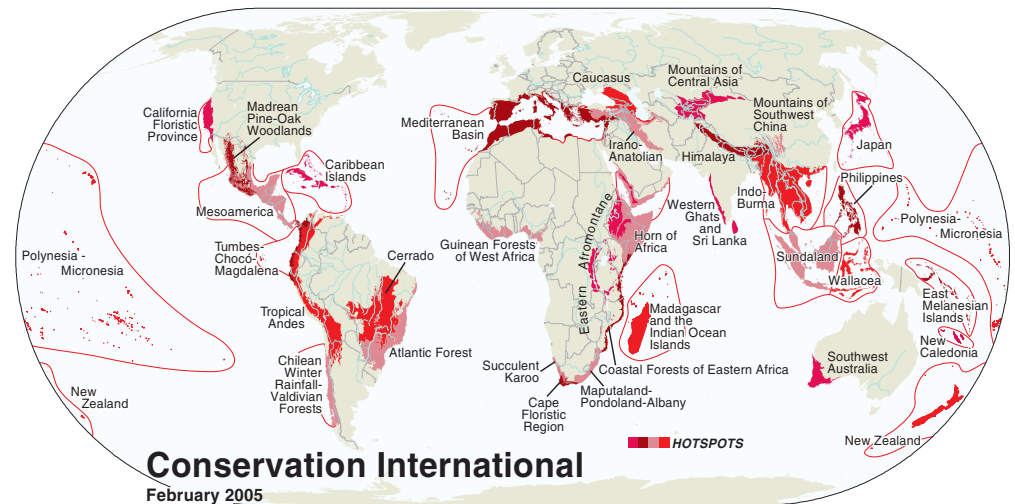 California
Floristic
Province
Madrean
Pine-Oak
Woodlands
Caribbean
Islands
Mesoamerica
Tumbes-
Chocó-
Magdalena
Polynesia -
Micronesia
Cerrado
Tropical
Andes
Atlantic Forest
Chilean
Winter
Rainfall-
Valdivian
Forests
New
Zealand
Mediterranean
Basin
Caucasus
Mountains of
Central Asia
Irano-
Anatolian
Himalaya
Mountains of
Southwest
China
Japan
Philippines
Indo-
Burma
Western
Ghats
and
Sri Lanka
Guinean Forests
of West Africa
Eastern Afromontane
Horn of
Africa
Sundaland
Wallacea
Polynesia -
Micronesia
East
Melanesian
Islands
New
Caledonia
Madagascar
and the
Indian Ocean
Islands
Coastal Forests of Eastern Africa
Succulent
Karoo
Cape
Floristic
Region
Maputaland-
Pondoland-Albany
Southwest
Australia
New Zealand
HOTSPOTS
Conservation International
February 2005